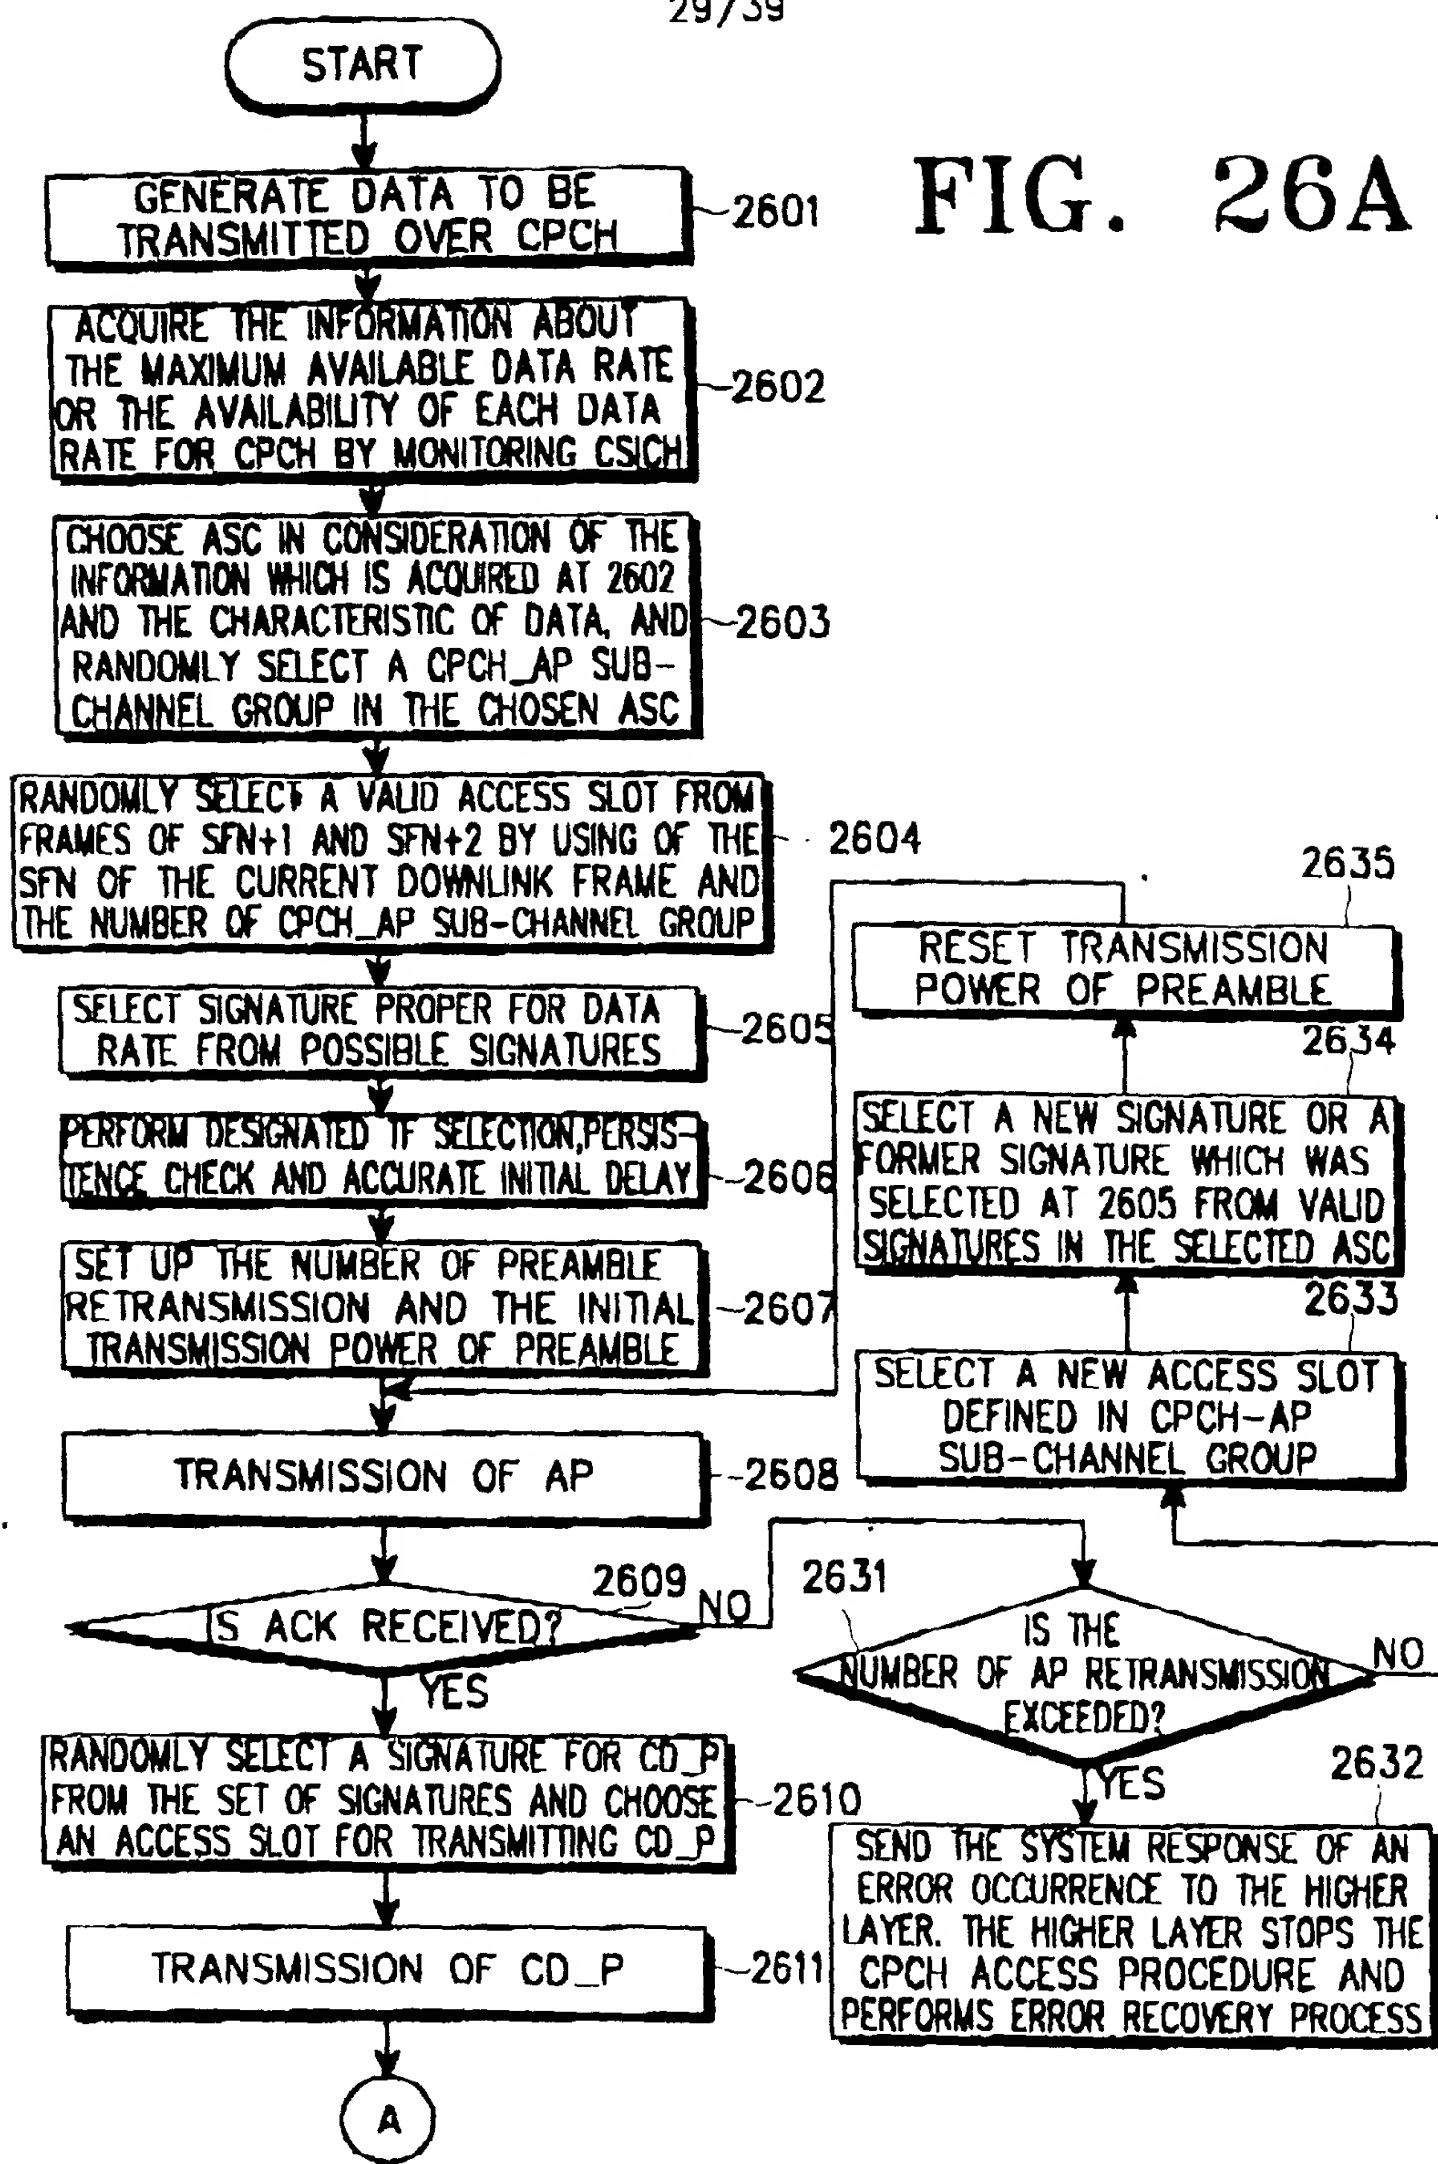 29/39
FIG. 26A
START
GENERATE DATA TO BE
TRANSMITTED OVER CPCH
2601
ACQUIRE THE INFORMATION ABOUT
THE MAXIMUM AVAILABLE DATA RATE
OR THE AVAILABILITY OF EACH DATA
RATE FOR CPCH BY MONITORING CSICH
2602
CHOOSE ASC IN CONSIDERATION OF THE
INFORMATION WHICH IS ACQUIRED AT 2602
AND THE CHARACTERISTIC OF DATA, AND
RANDOMLY SELECT A CPCH_AP SUB-
CHANNEL GROUP IN THE CHOSEN ASC
2603
RANDOMLY SELECT A VALID ACCESS SLOT FROM
FRAMES OF SFN+1 AND SFN+2 BY USING OF THE
SFN OF THE CURRENT DOWNLINK FRAME AND
THE NUMBER OF CPCH_AP SUB-CHANNEL GROUP
2604
SELECT SIGNATURE PROPER FOR DATA
RATE FROM POSSIBLE SIGNATURES
2605
PERFORM DESIGNATED TF SELECTION,PERSIS-
TENCE CHECK AND ACCURATE INITIAL DELAY
2606
SET UP THE NUMBER OF PREAMBLE
RETRANSMISSION AND THE INITIAL
TRANSMISSION POWER OF PREAMBLE
2607
TRANSMISSION OF AP
2608
IS ACK RECEIVED?
2609
NO
YES
RANDOMLY SELECT A SIGNATURE FOR CD_P
FROM THE SET OF SIGNATURES AND CHOOSE
AN ACCESS SLOT FOR TRANSMITTING CD_P
2610
TRANSMISSION OF CD_P
2611
A
2635
RESET TRANSMISSION
POWER OF PREAMBLE
2634
SELECT A NEW SIGNATURE OR A
FORMER SIGNATURE WHICH WAS
SELECTED AT 2605 FROM VALID
SIGNATURES IN THE SELECTED ASC
2633
SELECT A NEW ACCESS SLOT
DEFINED IN CPCH-AP
SUB-CHANNEL GROUP
2631
IS THE
NUMBER OF AP RETRANSMISSION
EXCEEDED?
NO
YES
2632
SEND THE SYSTEM RESPONSE OF AN
ERROR OCCURRENCE TO THE HIGHER
LAYER. THE HIGHER LAYER STOPS THE
CPCH ACCESS PROCEDURE AND
PERFORMS ERROR RECOVERY PROCESS